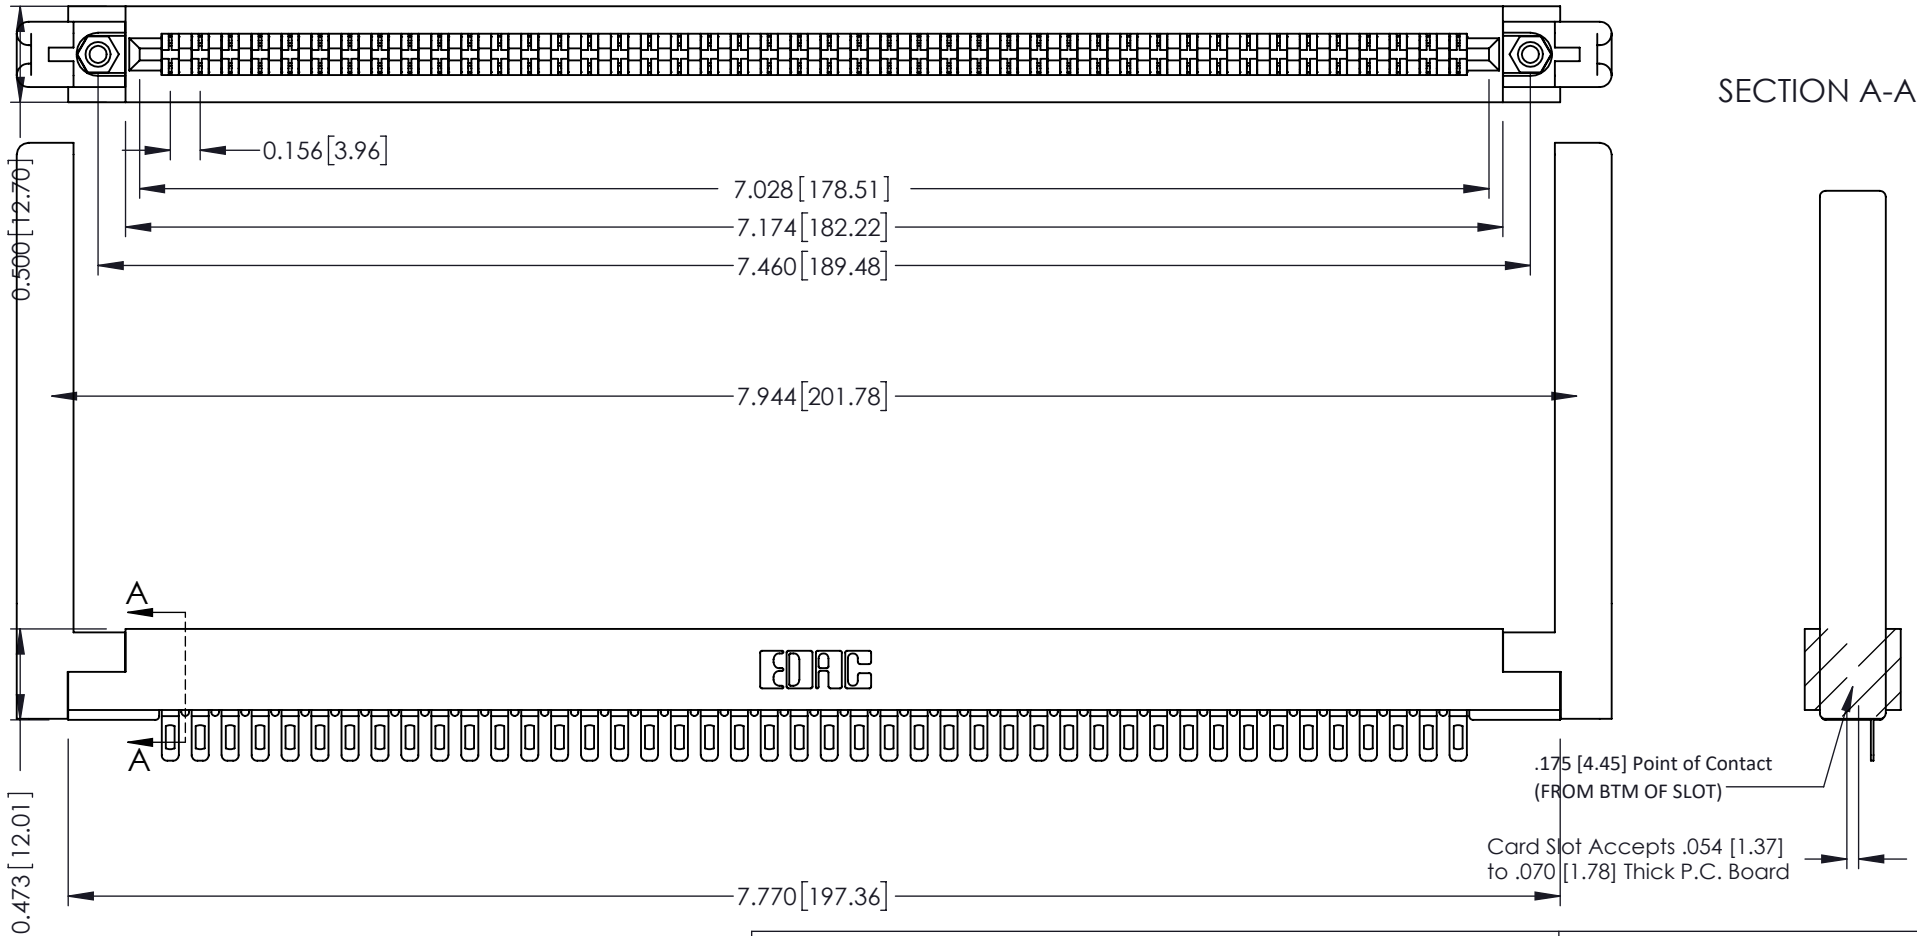 SECTION A-A
0.156[3.96]
0.500[12.70]
7.028[178.51]
7.174[182.22]
7.460[189.48]
7.944[201.78]
A
EDAC
A
.175 [4.45] Point of Contact
(FROM BTM OF SLOT)
Card Slot Accepts .054 [1.37]
to .070 [1.78] Thick P.C. Board
0.473[12.01]
7.770[197.36]